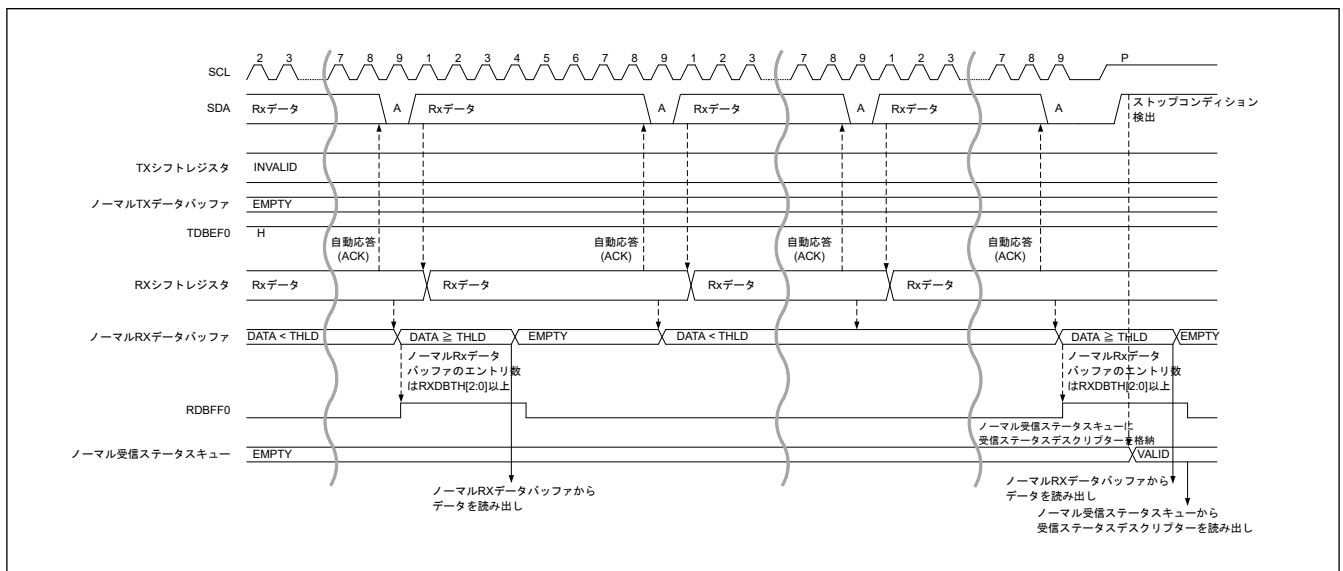 2 3 7 8 9 1 2 3 4 5 6 7 8 9 1 2 3 7 8 9 1 2 3 7 8 9 P
SCL
SDA Rxデータ A Rxデータ A Rxデータ A Rxデータ A ストップコンディション
検出
TXシフトレジスタ INVALID
ノーマルTXデータバッファ EMPTY
TDBEF0 H
自動応答 自動応答 自動応答 自動応答
(ACK) (ACK) (ACK) (ACK)
RXシフトレジスタ Rxデータ Rxデータ Rxデータ Rxデータ
ノーマルRXデータバッファ DATA < THLD DATA ≧ THLD EMPTY DATA < THLD DATA ≧ THLD EMPTY
ノーマルRxデータ
バッファのエントリ数
はRXDBTH[2:0]以上
ノーマルRxデータ
バッファのエントリ数
はRXDBTH[2:0]以上
RDBFF0
ノーマル受信ステータスキューに
受信ステータスデスクリプターを格納
ノーマル受信ステータスキュー EMPTY VALID
ノーマルRXデータバッファから
データを読み出し
ノーマルRXデータバッファから
データを読み出し
ノーマル受信ステータスキューから
受信ステータスデスクリプターを読み出し